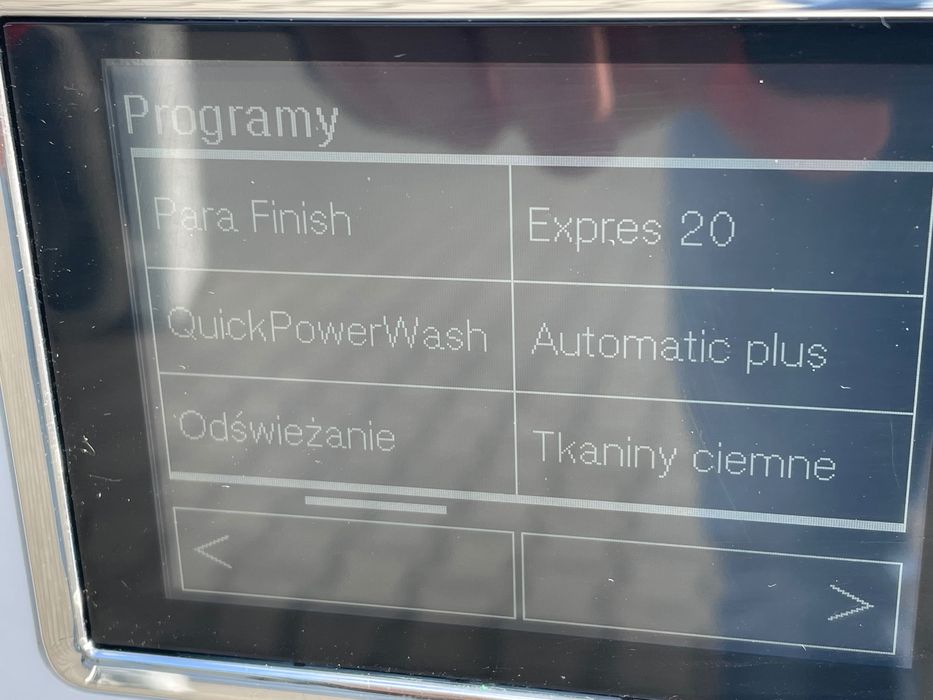 Programy
Para Finish
Expres 20
QuickPowerWash
Automatic plus
Odświeżanie
Tkaniny ciemne
< >